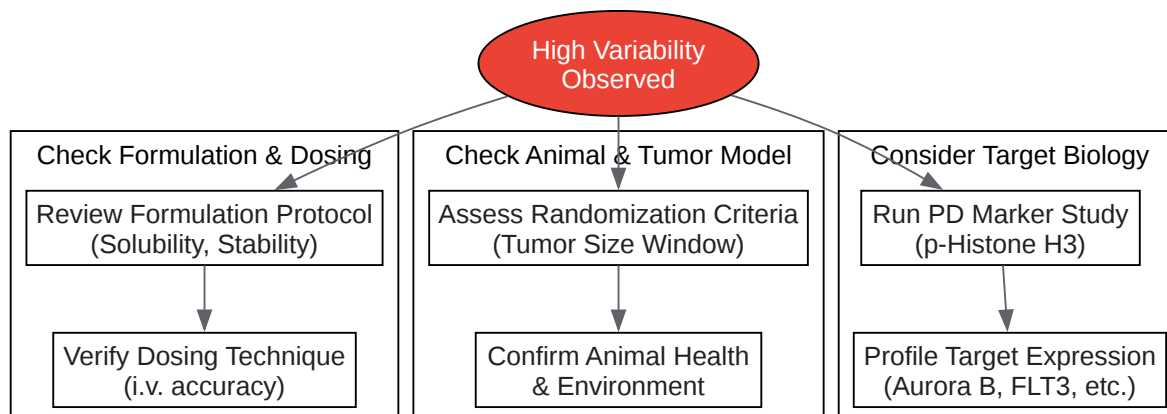 High Variability
Observed
Check Formulation & Dosing
Review Formulation Protocol
(Solubility, Stability)
Verify Dosing Technique
(i.v. accuracy)
Check Animal & Tumor Model
Assess Randomization Criteria
(Tumor Size Window)
Confirm Animal Health
& Environment
Consider Target Biology
Run PD Marker Study
(p-Histone H3)
Profile Target Expression
(Aurora B, FLT3, etc.)